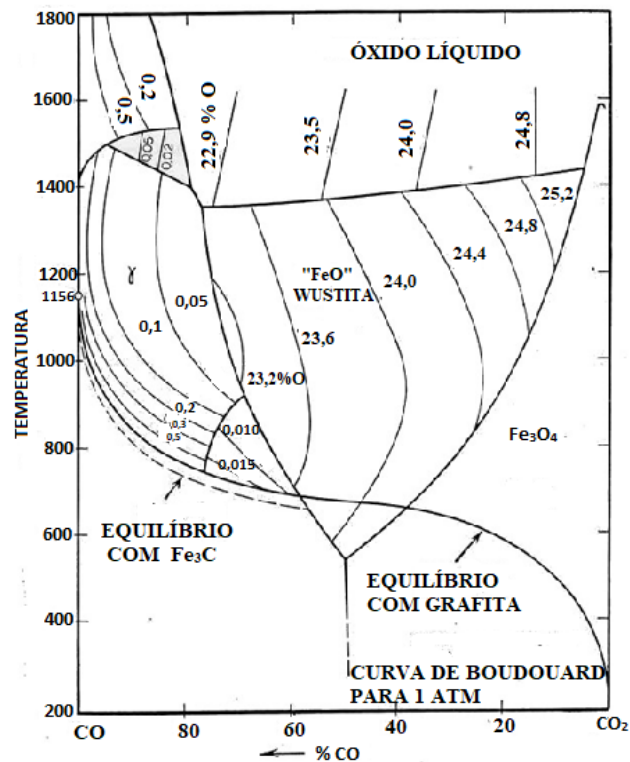 1800
1600
1400
1200
1156
1000
800
600
400
200
TEMPERATURA
ÓXIDO LÍQUIDO
0,5
0,2
22,9 % O
23,5
24,0
24,8
0,05
0,02
25,2
24,8
24,4
24,0
"FeO"
WUSTITA
23,6
ɣ
0,05
0,1
23,2%O
0,2
0,3
0,5
0,010
0,015
Fe₃O₄
EQUILÍBRIO
COM Fe₃C
EQUILÍBRIO
COM GRAFITA
CURVA DE BOUDOUARD
PARA 1 ATM
CO
80
60
40
20
CO₂
% CO